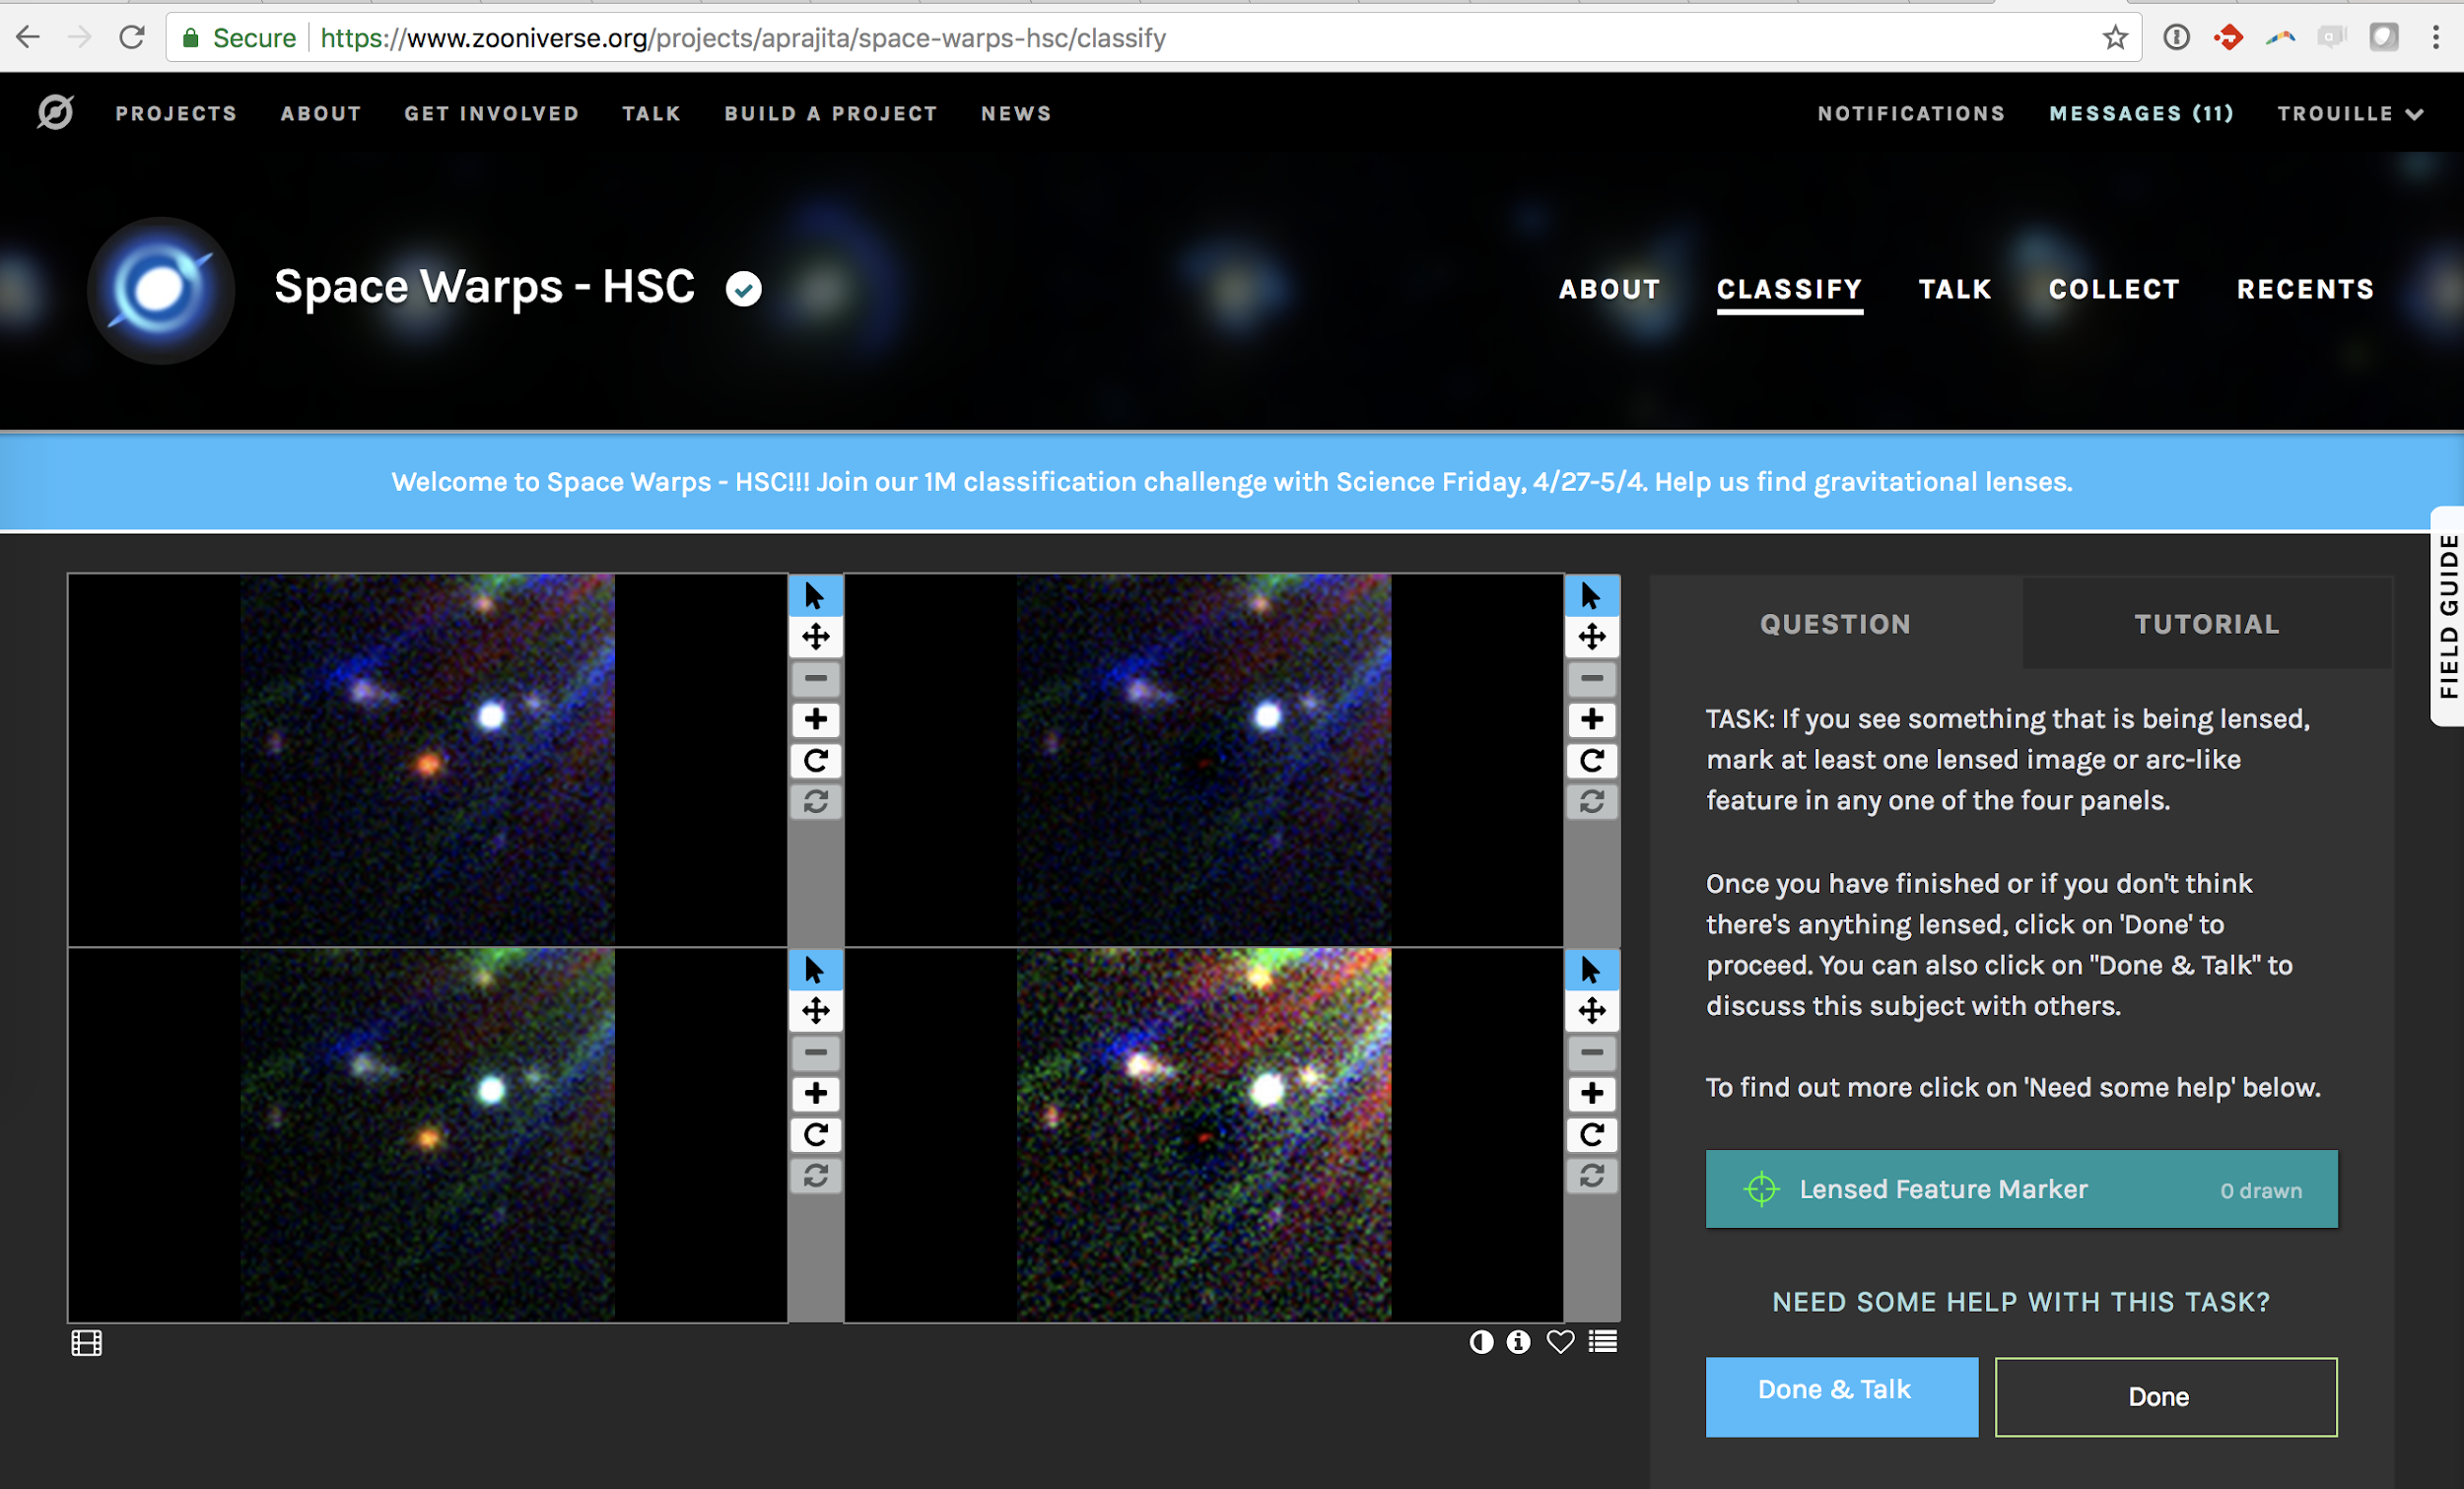 Secure https://www.zooniverse.org/projects/aprajita/space-warps-hsc/classify
PROJECTS ABOUT GET INVOLVED TALK BUILD A PROJECT NEWS NOTIFICATIONS MESSAGES (11) TROUILLE
Space Warps - HSC ABOUT CLASSIFY TALK COLLECT RECENTS
Welcome to Space Warps - HSC!!! Join our 1M classification challenge with Science Friday, 4/27-5/4. Help us find gravitational lenses.
FIELD GUIDE
QUESTION TUTORIAL
TASK: If you see something that is being lensed,
mark at least one lensed image or arc-like
feature in any one of the four panels.
Once you have finished or if you don't think
there's anything lensed, click on 'Done' to
proceed. You can also click on "Done & Talk" to
discuss this subject with others.
To find out more click on 'Need some help' below.
Lensed Feature Marker 0 drawn
NEED SOME HELP WITH THIS TASK?
Done & Talk Done